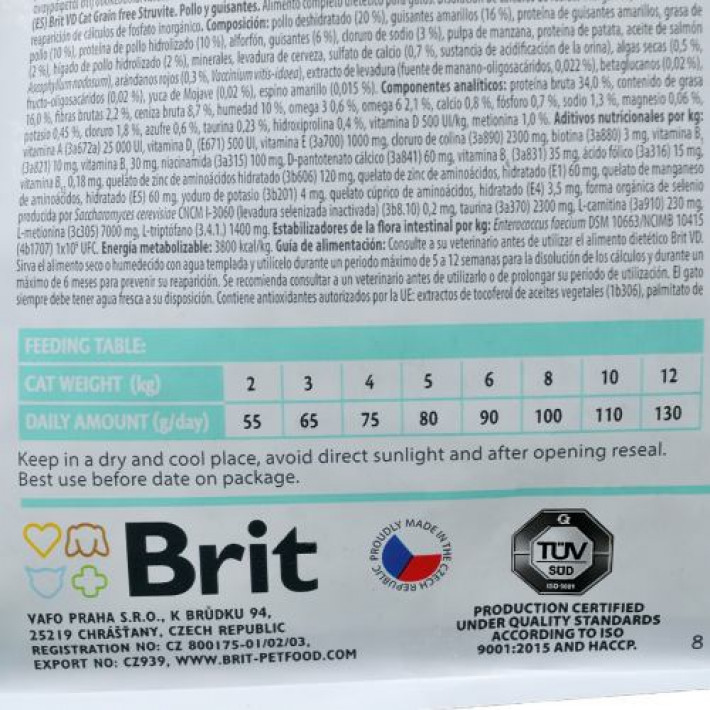 (ES) Brit VD Cat Grain free Struvite. Pollo y guisantes. Alimento completo dietético para gatos.
reaparición de cálculos de fosfato inorgánico. Composición: pollo deshidratado (20 %), guisantes amarillos (16 %), proteína de guisantes amarillos, grasa de
pollo (10 %), proteína de pollo hidrolizado (10 %), alforfón, guisantes (6 %), cloruro de sodio (3 %), pulpa de manzana, proteína de patata, aceite de salmón
(2 %), hígado de pollo hidrolizado (2 %), minerales, levadura de cerveza, sulfato de calcio (0,7 %, sustancia de acidificación de la orina), algas secas (0,5 %,
Ascophyllum nodosum), arándanos rojos (0,3 %, Vaccinium vitis-idaea), extracto de levadura (fuente de manano-oligosacáridos, 0,022 %), betaglucanos (0,02 %),
fructo-oligosacáridos (0,02 %), yuca de Mojave (0,02 %), espino amarillo (0,015 %). Componentes analíticos: proteína bruta 34,0 %, contenido de grasa
16,0 %, fibras brutas 2,2 %, ceniza bruta 8,7 %, humedad 10 %, omega 3 0,6 %, omega 6 2,1 %, calcio 0,8 %, fósforo 0,7 %, sodio 1,3 %, magnesio 0,06 %,
potasio 0,45 %, cloruro 1,8 %, azufre 0,6 %, taurina 0,23 %, hidroxiprolina 0,4 %, vitamina D 500 UI/kg, metionina 1,0 %. Aditivos nutricionales por kg:
vitamina A (3a672a) 25 000 UI, vitamina D₃ (E671) 500 UI, vitamina E (3a700) 1000 mg, cloruro de colina (3a890) 2300 mg, biotina (3a880) 3 mg, vitamina B₁
(3a821) 10 mg, vitamina B₂ 30 mg, niacinamida (3a315) 100 mg, D-pantotenato cálcico (3a841) 60 mg, vitamina B₆ (3a831) 35 mg, ácido fólico (3a316) 15 mg,
vitamina B₁₂ 0,18 mg, quelato de zinc de aminoácidos hidratado (3b606) 120 mg, quelato de zinc de aminoácidos, hidratado (E1) 60 mg, quelato de manganeso
de aminoácidos, hidratado (E5) 60 mg, yoduro de potasio (3b201) 4 mg, quelato cúprico de aminoácidos, hidratado (E4) 3,5 mg, forma orgánica de selenio
producida por Saccharomyces cerevisiae CNCM I-3060 (levadura selenizada inactivada) (3b8.10) 0,2 mg, taurina (3a370) 2300 mg, L-carnitina (3a910) 230 mg,
L-metionina (3c305) 7000 mg, L-triptófano (3.4.1.) 1400 mg. Estabilizadores de la flora intestinal por kg: Enterococcus faecium DSM 10663/NCIMB 10415
(4b1707) 1x10⁹ UFC. Energía metabolizable: 3800 kcal/kg. Guía de alimentación: Consulte a su veterinario antes de utilizar el alimento dietético Brit VD.
Sirva el alimento seco o humedecido con agua templada y utilícelo durante un periodo máximo de 5 a 12 semanas para la disolución de los cálculos y durante un
máximo de 6 meses para prevenir su reaparición. Se recomienda consultar a un veterinario antes de utilizarlo o de prolongar su periodo de utilización. El gato
siempre debe tener agua fresca a su disposición. Contiene antioxidantes autorizados por la UE: extractos de tocoferol de aceites vegetales (1b306), palmitato de
FEEDING TABLE:
CAT WEIGHT (kg) 2 3 4 5 6 8 10 12
DAILY AMOUNT (g/day) 55 65 75 80 90 100 110 130
Keep in a dry and cool place, avoid direct sunlight and after opening reseal.
Best use before date on package.
Brit
PROUDLY MADE IN THE CZECH REPUBLIC
TÜV
SÜD
ISO 9001
VAFO PRAHA S.R.O., K BRŮDKU 94,
25219 CHRÁŠŤANY, CZECH REPUBLIC
REGISTRATION NO: CZ 800175-01/02/03,
EXPORT NO: CZ939, WWW.BRIT-PETFOOD.COM
PRODUCTION CERTIFIED
UNDER QUALITY STANDARDS
ACCORDING TO ISO
9001:2015 AND HACCP.
8